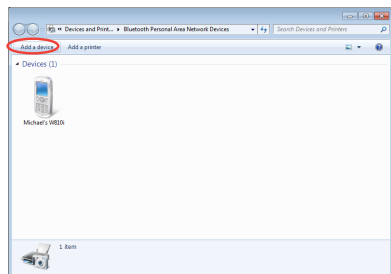 « Devices and Print... ▸ Bluetooth Personal Area Network Devices
Search Devices and Printers
Add a device
Add a printer
Devices (1)
Michael's W810i
1 item